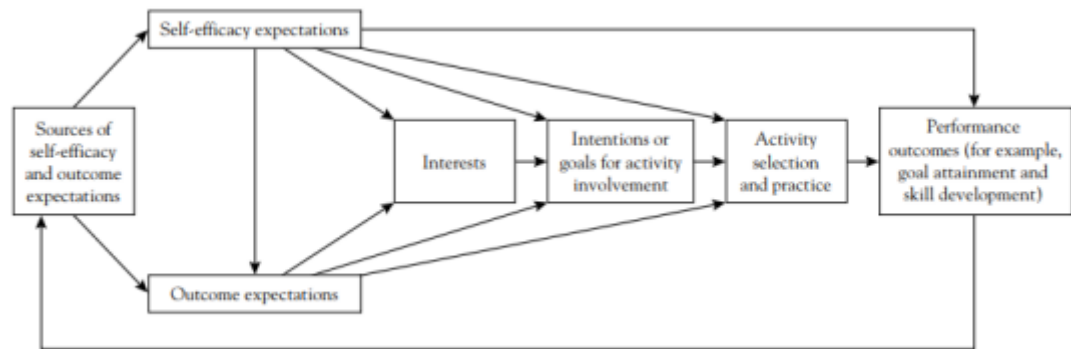 Self-efficacy expectations
Sources of
self-efficacy
and outcome
expectations
Interests
Intentions or
goals for activity
involvement
Activity
selection
and practice
Performance
outcomes (for example,
goal attainment and
skill development)
Outcome expectations